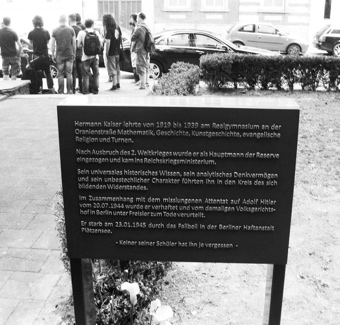 Hermann Kaiser lehrte von 1919 bis 1939 am Realgymnasium an der
Oranienstraße Mathematik, Geschichte, Kunstgeschichte, evangelische
Religion und Turnen.
Nach Ausbruch des 2. Weltkrieges wurde er als Hauptmann der Reserve
eingezogen und kam ins Reichskriegsministerium.
Sein universales historisches Wissen, sein analytisches Denkvermögen
und sein unbestechlicher Charakter führten ihn in den Kreis des sich
bildenden Widerstandes.
Im Zusammenhang mit dem misslungenen Attentat auf Adolf Hitler
vom 20.07.1944 wurde er verhaftet und vom damaligen Volksgerichts-
hof in Berlin unter Freisler zum Tode verurteilt.
Er starb am 23.01.1945 durch das Fallbeil in der Berliner Haftanstalt
Plötzensee.
- Keiner seiner Schüler hat ihn je vergessen -